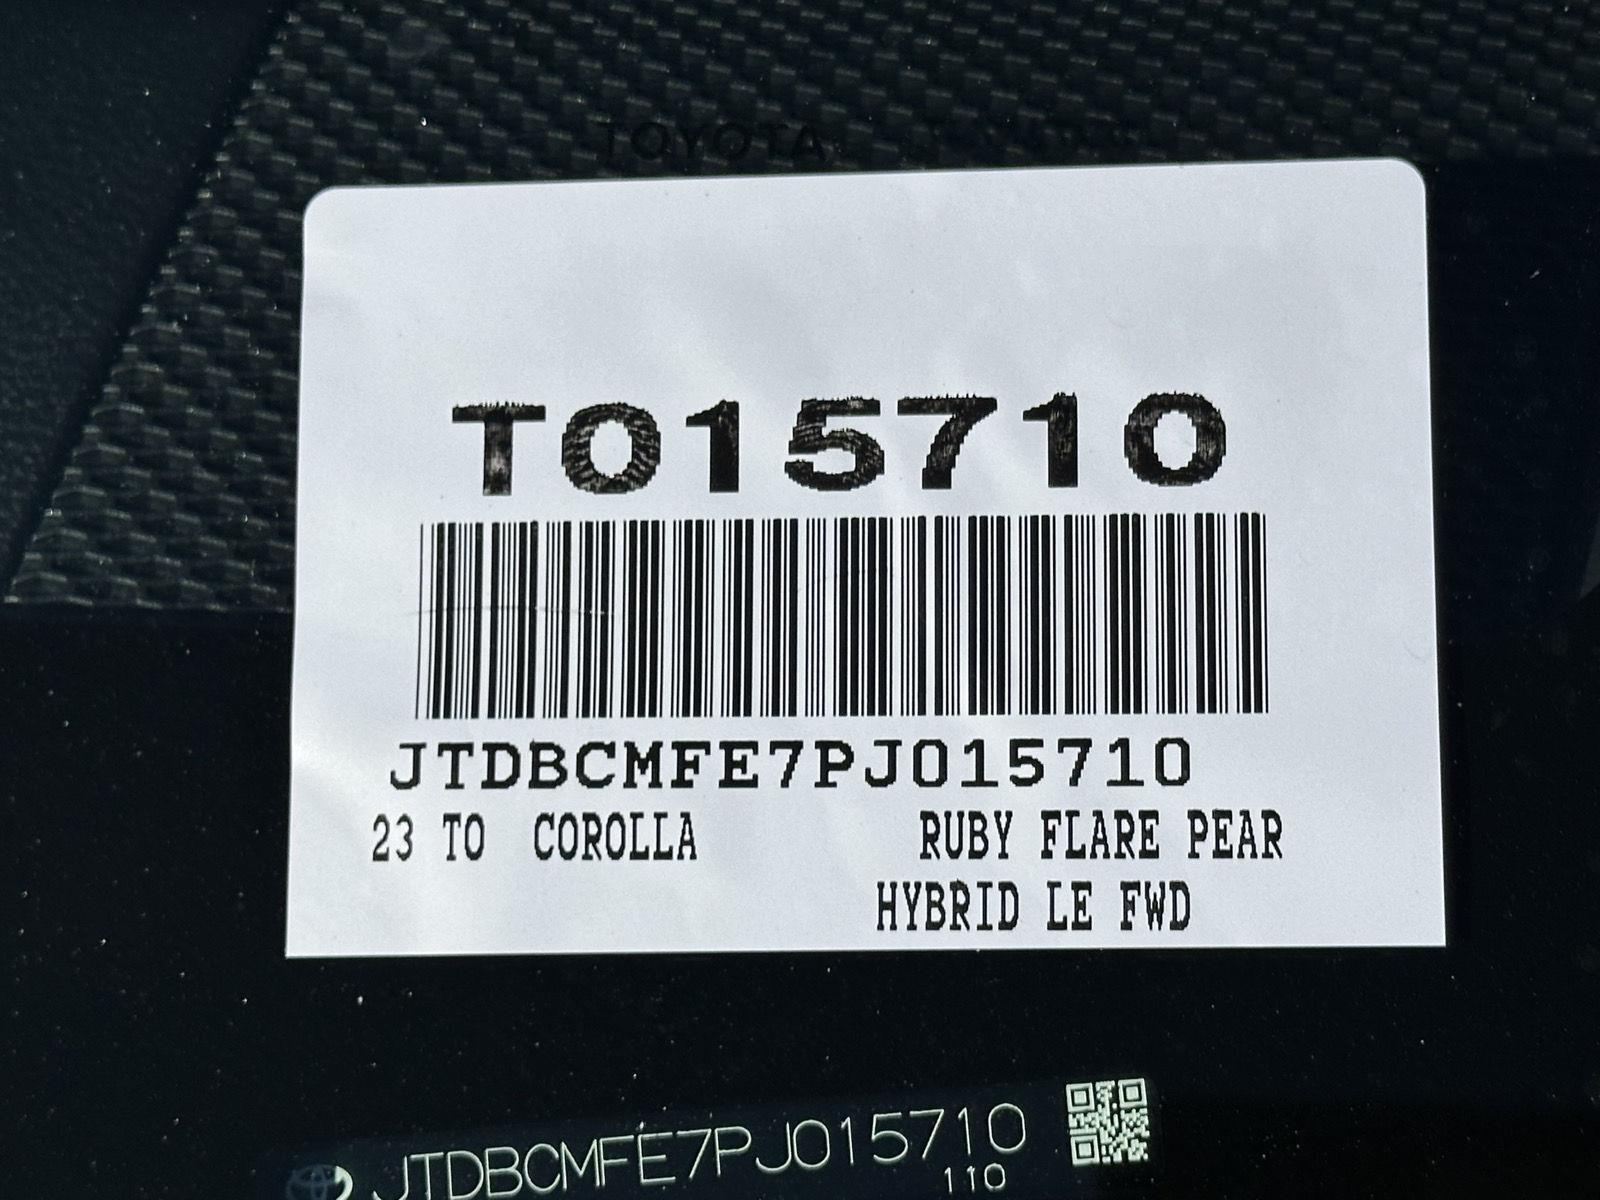 TOYOTA
T015710
JTDBCMFE7PJ015710
23 TO COROLLA RUBY FLARE PEAR
HYBRID LE FWD
JTDBCMFE7PJ015710
110